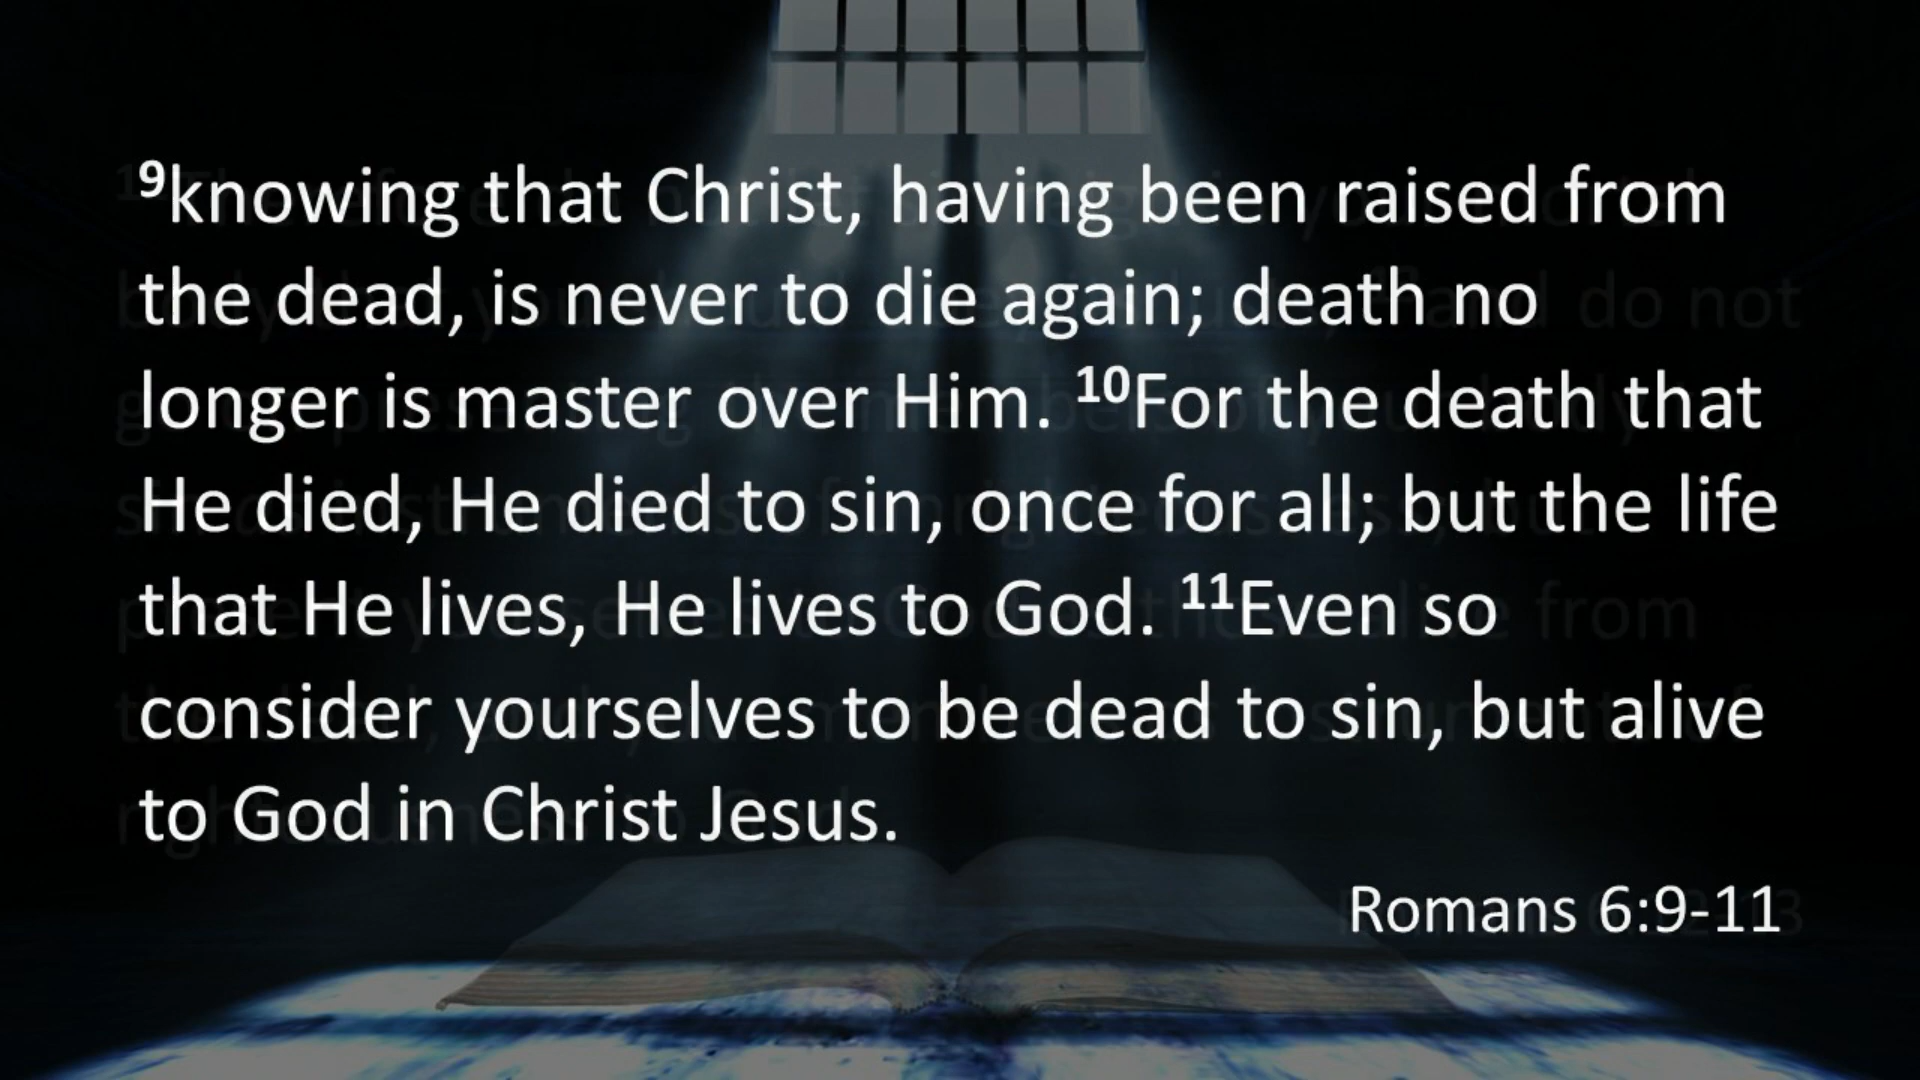 9knowing that Christ, having been raised from
the dead, is never to die again; death no
longer is master over Him. 10For the death that
He died, He died to sin, once for all; but the life
that He lives, He lives to God. 11Even so
consider yourselves to be dead to sin, but alive
to God in Christ Jesus.
Romans 6:9-11